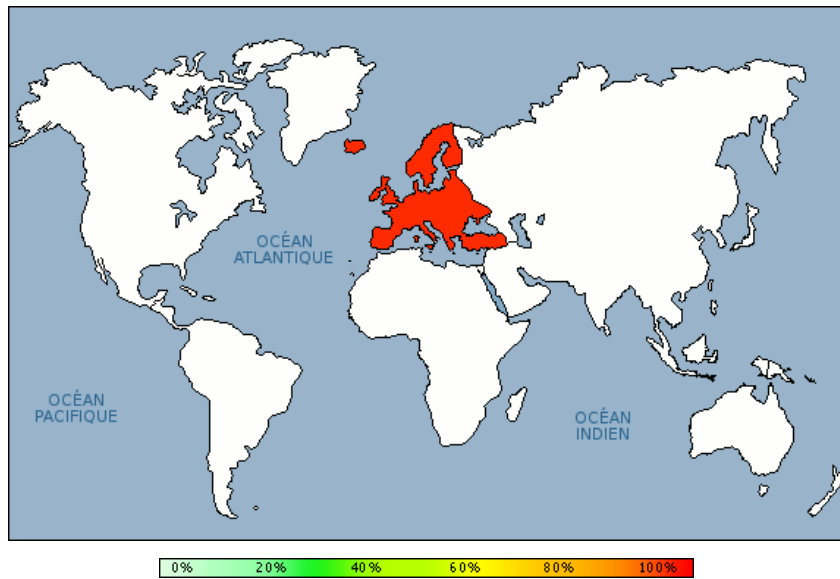 OCÉAN
ATLANTIQUE
OCÉAN
PACIFIQUE
OCÉAN
INDIEN
0% 20% 40% 60% 80% 100%